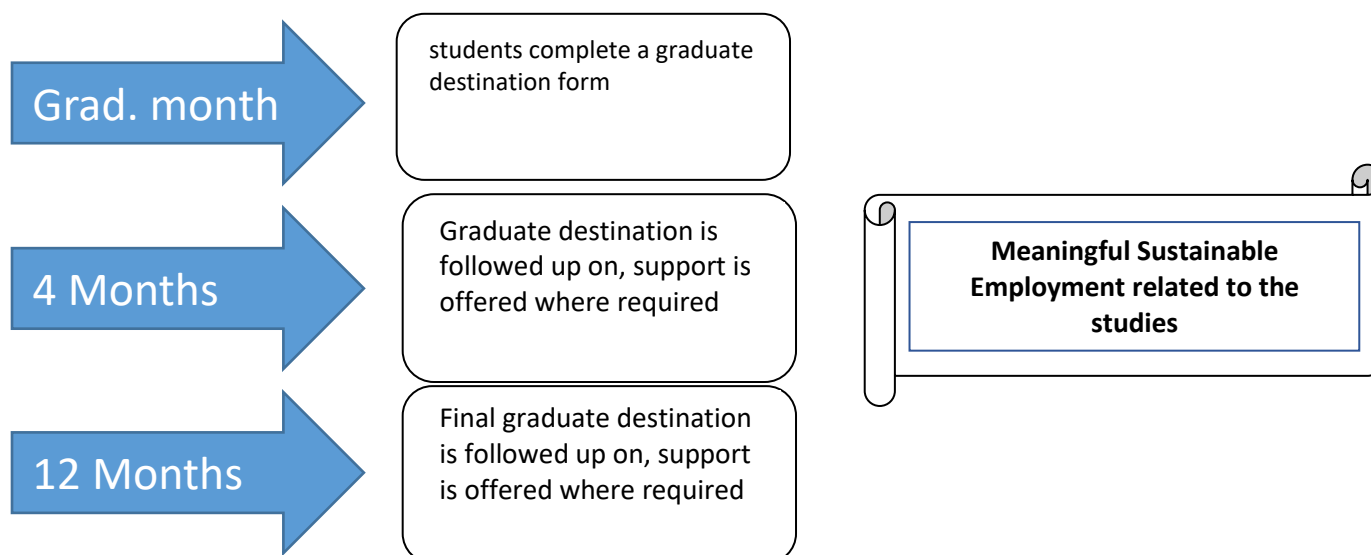 Grad. month
students complete a graduate
destination form
4 Months
Graduate destination is
followed up on, support is
offered where required
12 Months
Final graduate destination
is followed up on, support
is offered where required
Meaningful Sustainable
Employment related to the
studies